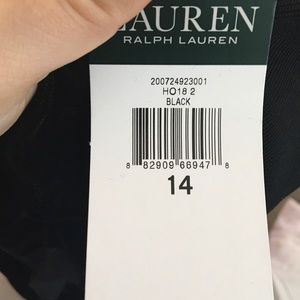 LAUREN
RALPH LAUREN
200724923001
HO18 2
BLACK
8 82909 66947 8
14